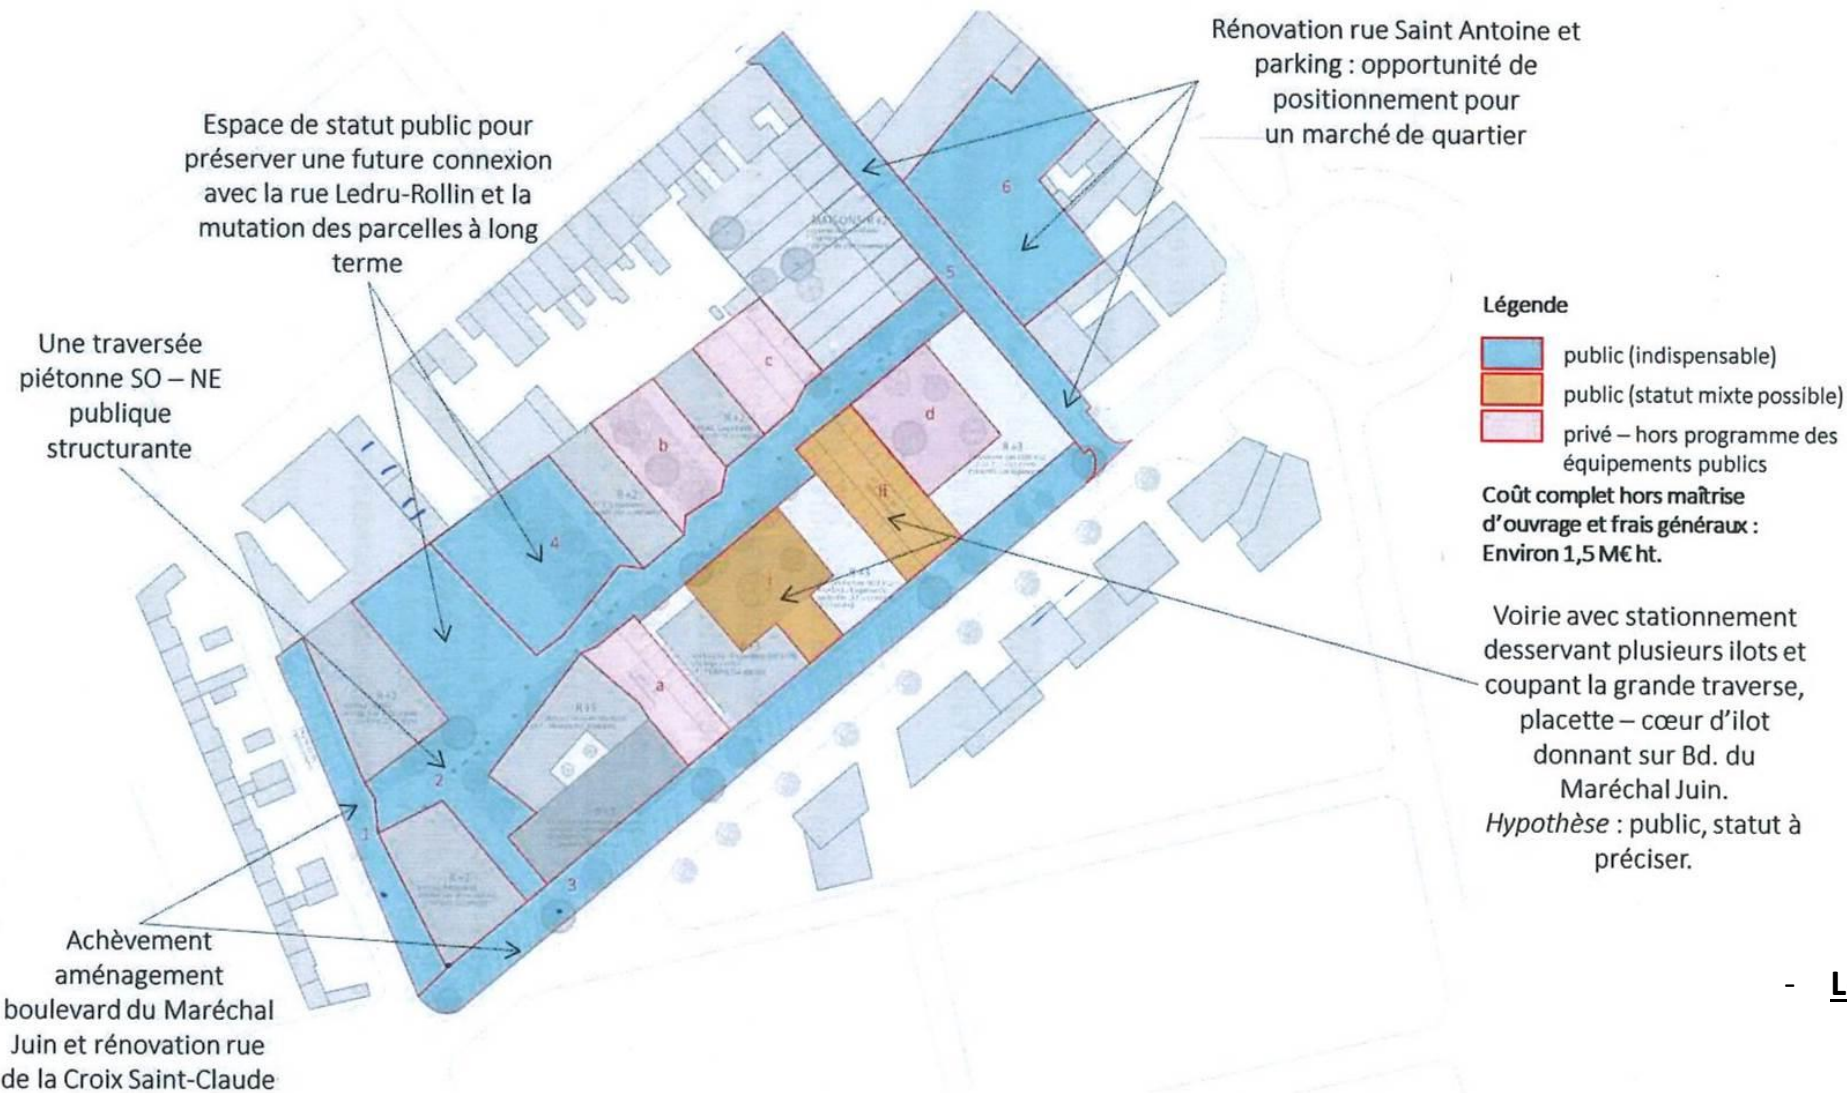 Rénovation rue Saint Antoine et
parking : opportunité de
positionnement pour
un marché de quartier
Espace de statut public pour
préserver une future connexion
avec la rue Ledru-Rollin et la
mutation des parcelles à long
terme
Une traversée
piétonne SO – NE
publique
structurante
Achèvement
aménagement
boulevard du Maréchal
Juin et rénovation rue
de la Croix Saint-Claude
6
5
c
d
b
4
ii
i
a
2
1
3
R+2
R+3
R+2
Légende
public (indispensable)
public (statut mixte possible)
privé – hors programme des
équipements publics
Coût complet hors maîtrise
d’ouvrage et frais généraux :
Environ 1,5 M€ ht.
Voirie avec stationnement
desservant plusieurs ilots et
coupant la grande traverse,
placette – cœur d’ilot
donnant sur Bd. du
Maréchal Juin.
Hypothèse : public, statut à
préciser.
- L